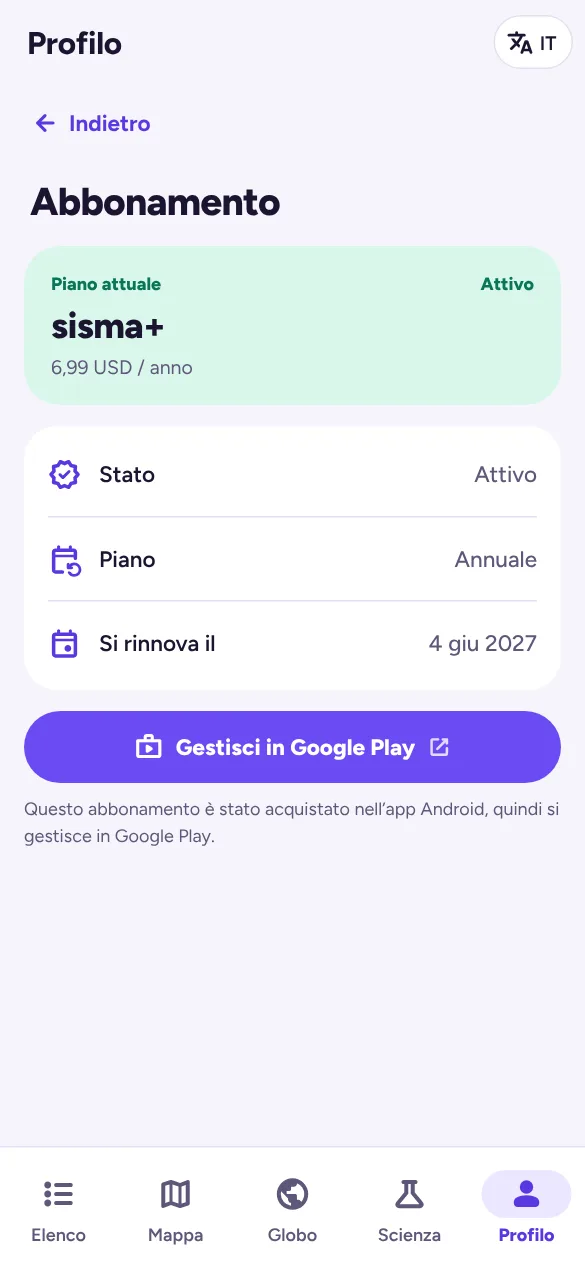 Profilo
IT
Indietro
Abbonamento
Piano attuale
Attivo
sisma+
6,99 USD / anno
Stato
Attivo
Piano
Annuale
Si rinnova il
4 giu 2027
Gestisci in Google Play
Questo abbonamento è stato acquistato nell’app Android, quindi si
gestisce in Google Play.
Elenco
Mappa
Globo
Scienza
Profilo